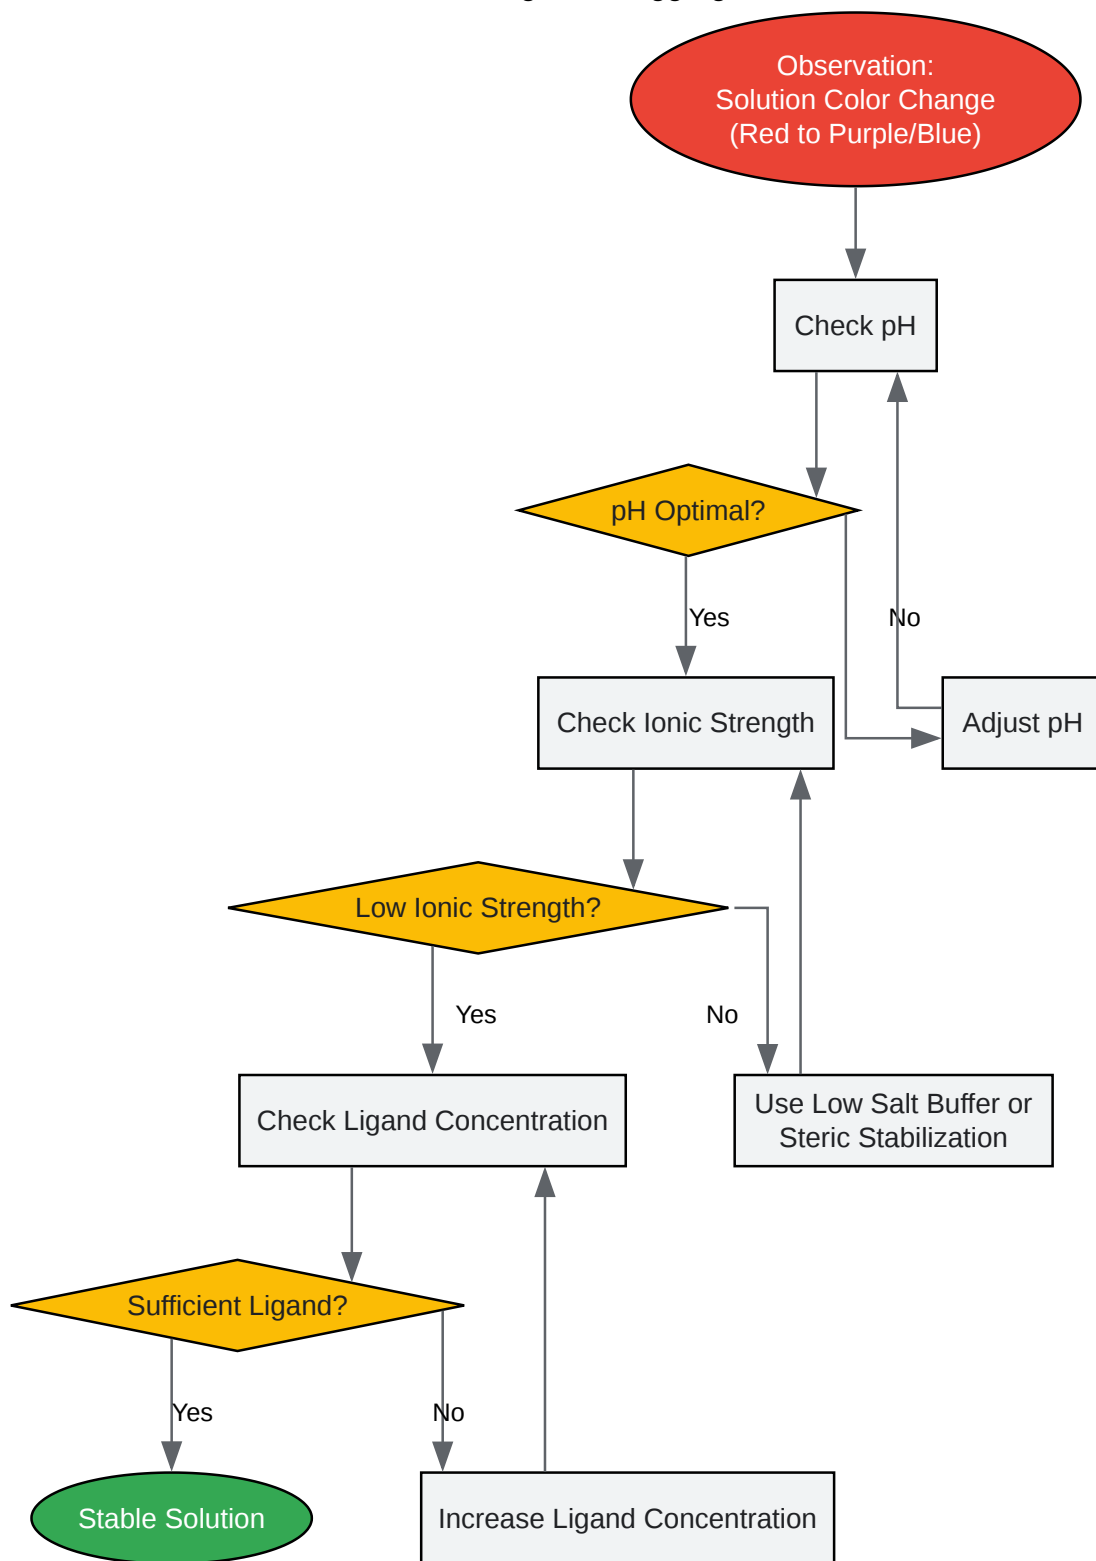 Observation:
Solution Color Change
(Red to Purple/Blue)
Check pH
pH Optimal?
Yes
No
Check Ionic Strength
Adjust pH
Low Ionic Strength?
Yes
No
Check Ligand Concentration
Use Low Salt Buffer or
Steric Stabilization
Sufficient Ligand?
Yes
No
Stable Solution
Increase Ligand Concentration